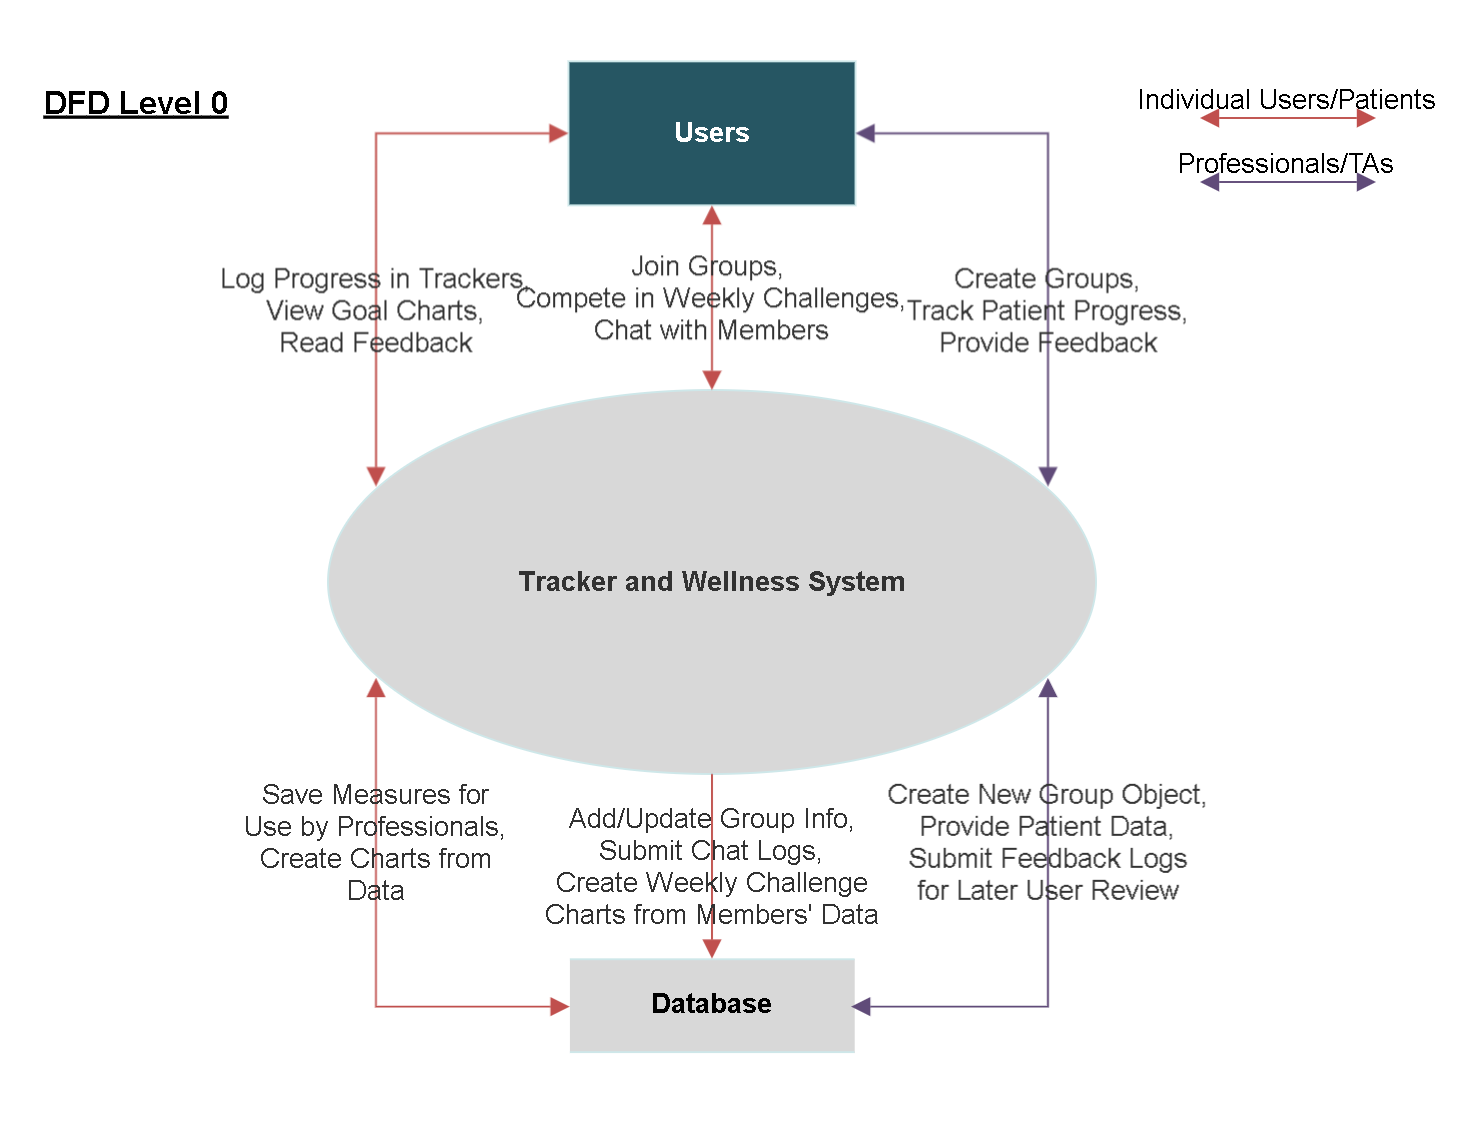 DFD Level 0
Users
Individual Users/Patients
Professionals/TAs
Log Progress in Trackers,
View Goal Charts,
Read Feedback
Join Groups,
Compete in Weekly Challenges,
Chat with Members
Create Groups,
Track Patient Progress,
Provide Feedback
Tracker and Wellness System
Save Measures for
Use by Professionals,
Create Charts from
Data
Add/Update Group Info,
Submit Chat Logs,
Create Weekly Challenge
Charts from Members' Data
Create New Group Object,
Provide Patient Data,
Submit Feedback Logs
for Later User Review
Database